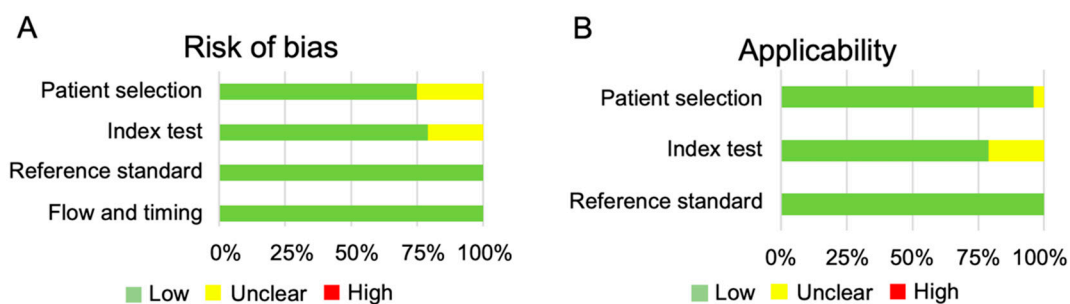 A
Risk of bias
Patient selection
Index test
Reference standard
Flow and timing
0% 25% 50% 75% 100%
Low Unclear High
B
Applicability
Patient selection
Index test
Reference standard
0% 25% 50% 75% 100%
Low Unclear High